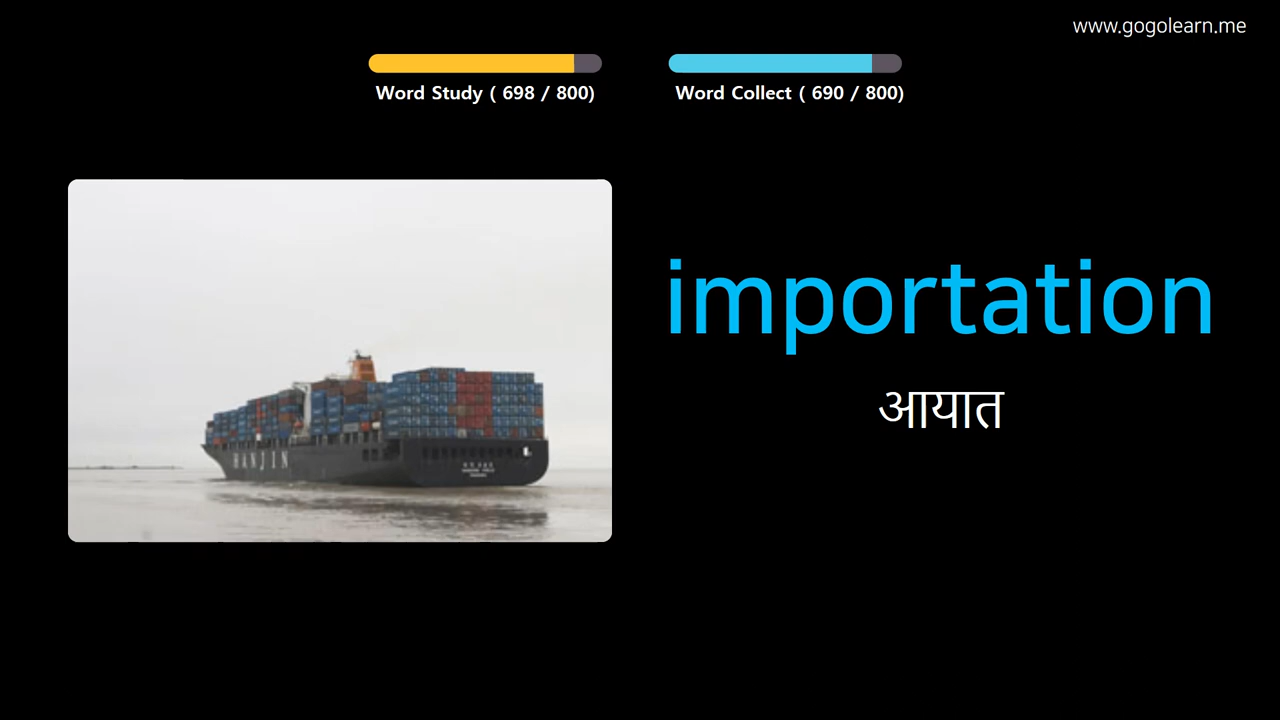 www.gogolearn.me
Word Study ( 698 / 800)
Word Collect ( 690 / 800)
importation
आयात
HANJIN